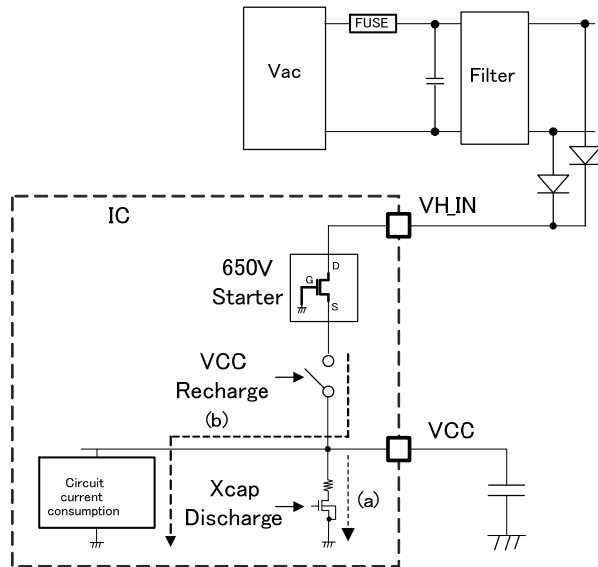 FUSE
Vac
Filter
IC
VH_IN
650V
Starter
D
G
S
VCC
Recharge
(b)
VCC
Circuit
current
consumption
Xcap
Discharge
(a)